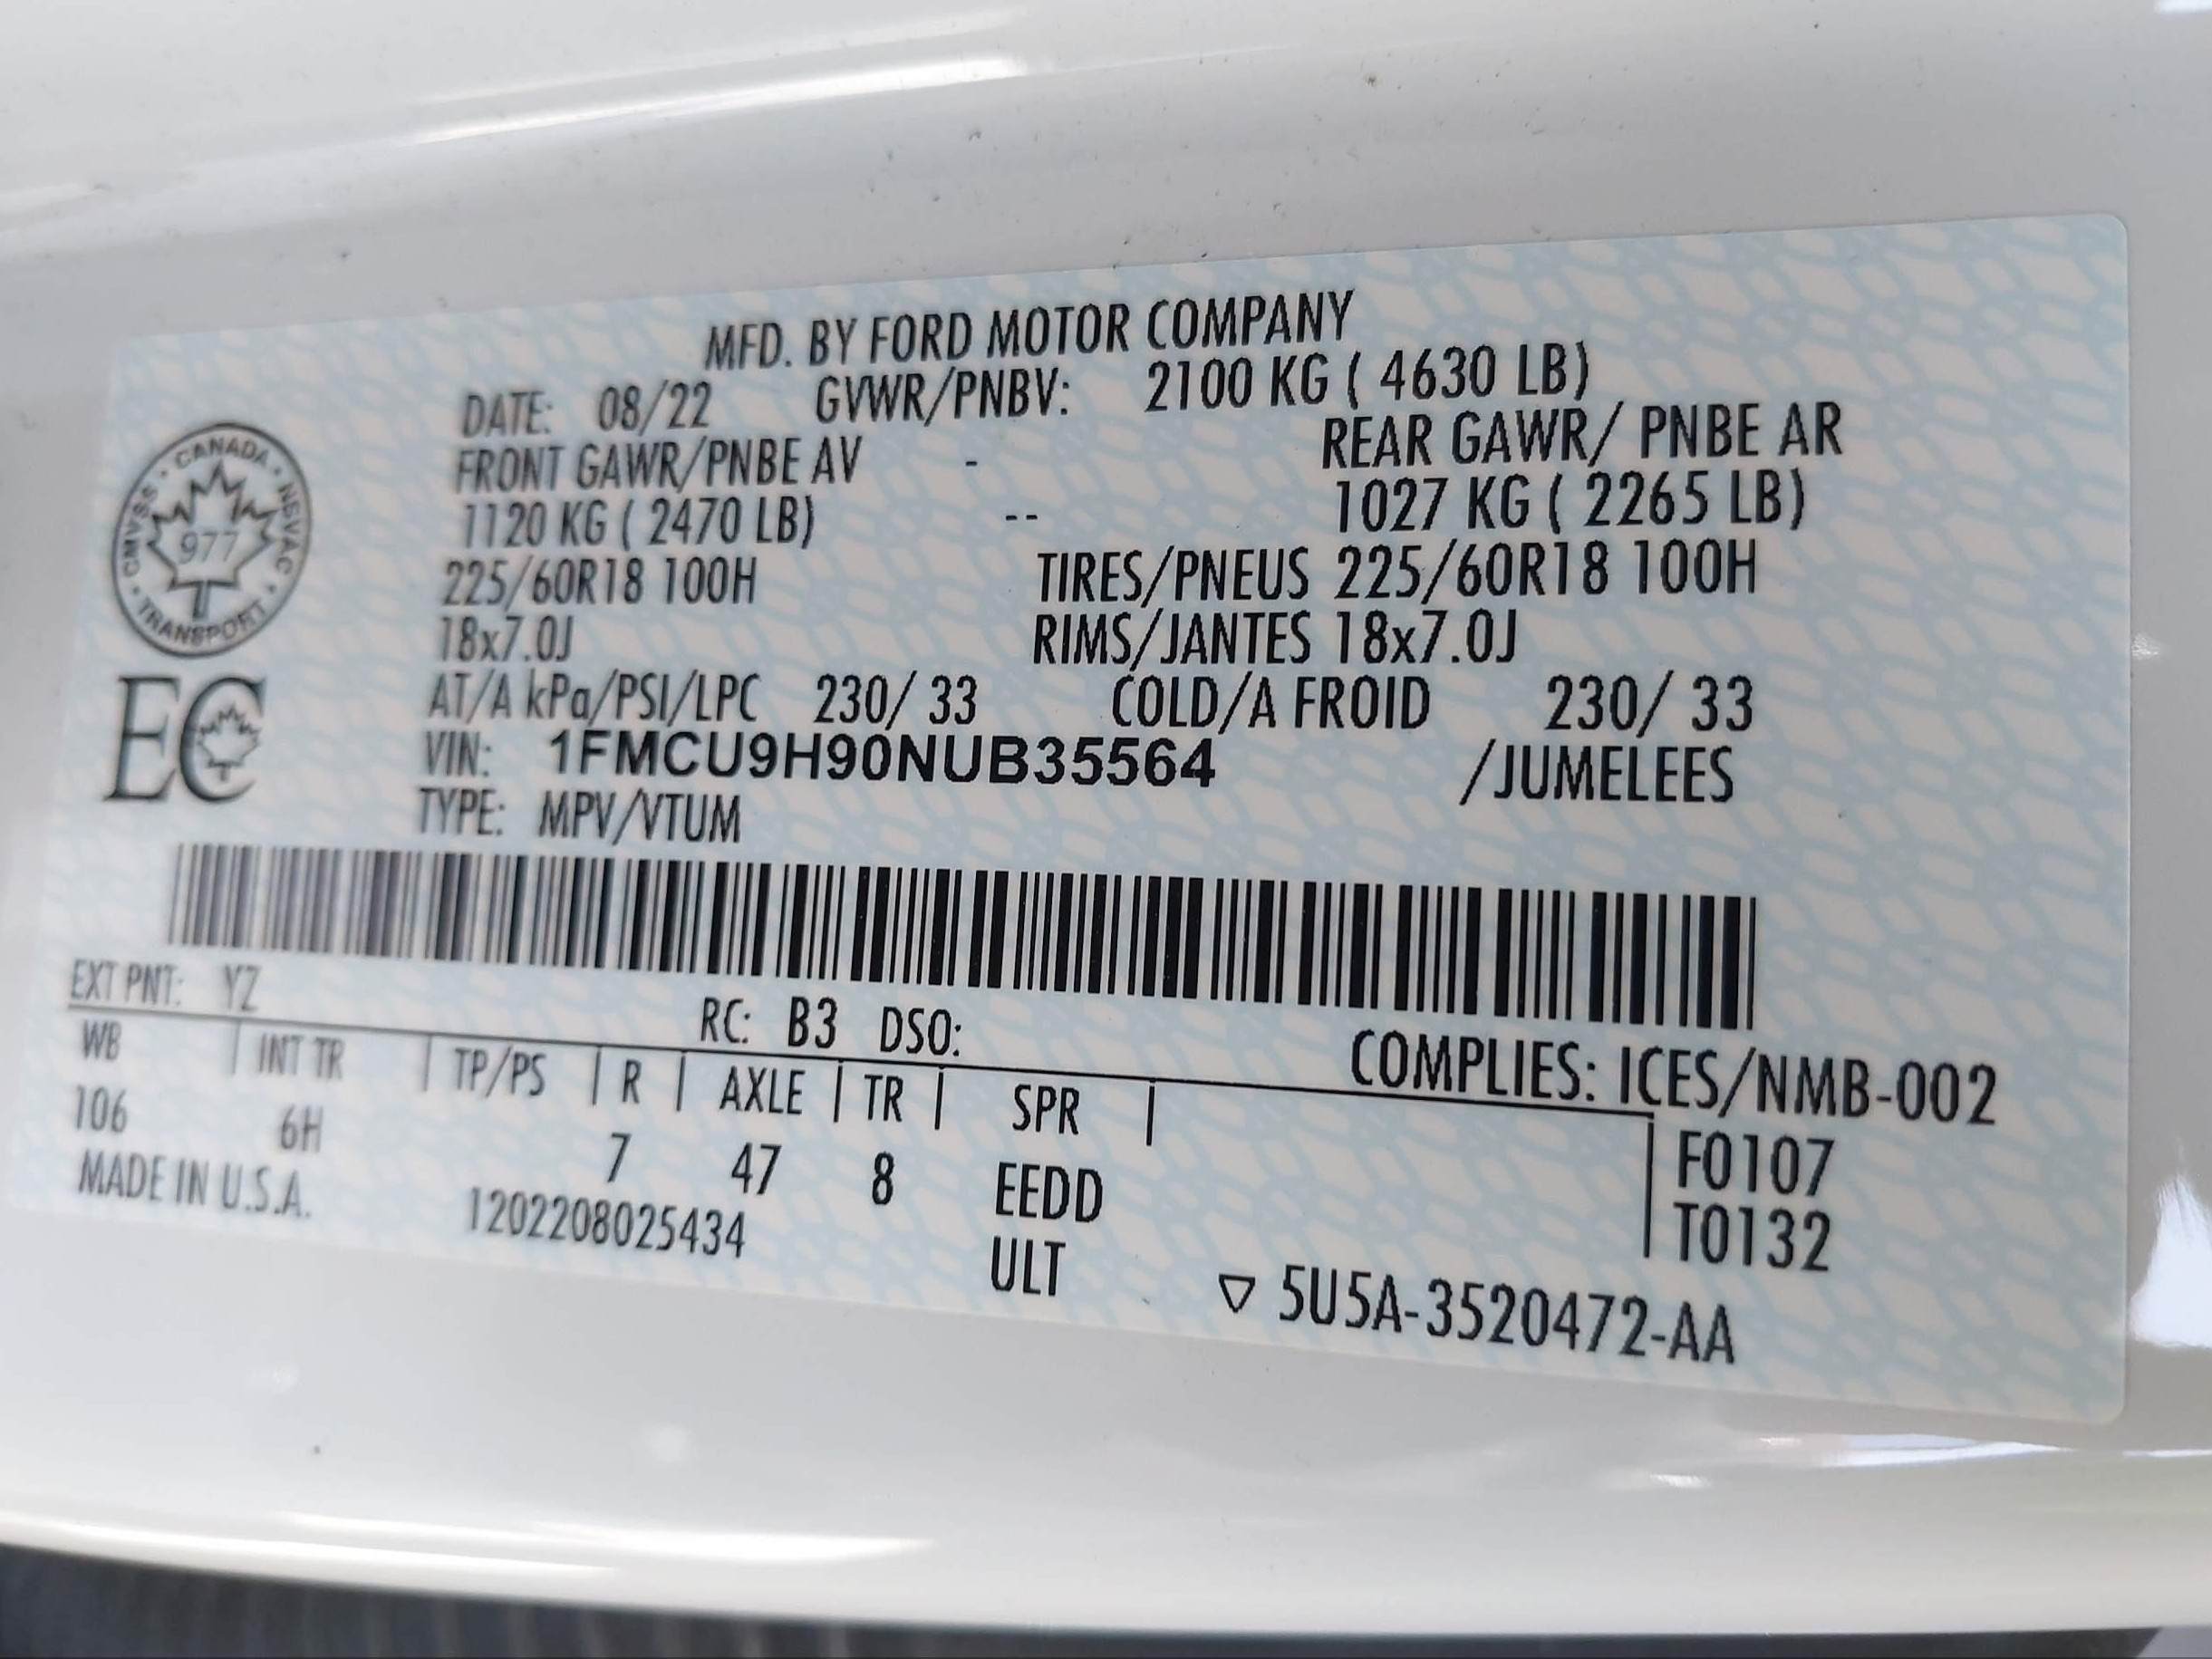 MFD. BY FORD MOTOR COMPANY
DATE: 08/22 GVWR/PNBV: 2100 KG ( 4630 LB)
FRONT GAWR/PNBE AV - REAR GAWR/ PNBE AR
1120 KG ( 2470 LB) -- 1027 KG ( 2265 LB)
225/60R18 100H TIRES/PNEUS 225/60R18 100H
18x7.0J RIMS/JANTES 18x7.0J
AT/A kPa/PSI/LPC 230/ 33 COLD/A FROID 230/ 33
VIN: 1FMCU9H90NUB35564 /JUMELEES
TYPE: MPV/VTUM
CANADA · NSVAC · TRANSPORT · CMVSS ·
977
EC
EXT PNT: YZ RC: B3 DSO: COMPLIES: ICES/NMB-002
WB | INT TR | TP/PS | R | AXLE | TR | SPR |
106 6H 7 47 8 EEDD F0107
MADE IN U.S.A. 1202208025434 ULT T0132
▽ 5U5A-3520472-AA